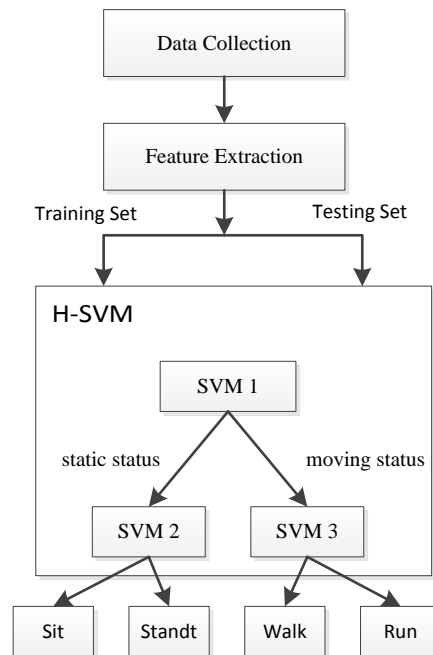 Data Collection
Feature Extraction
Training Set
Testing Set
H-SVM
SVM 1
static status
moving status
SVM 2
SVM 3
Sit
Standt
Walk
Run